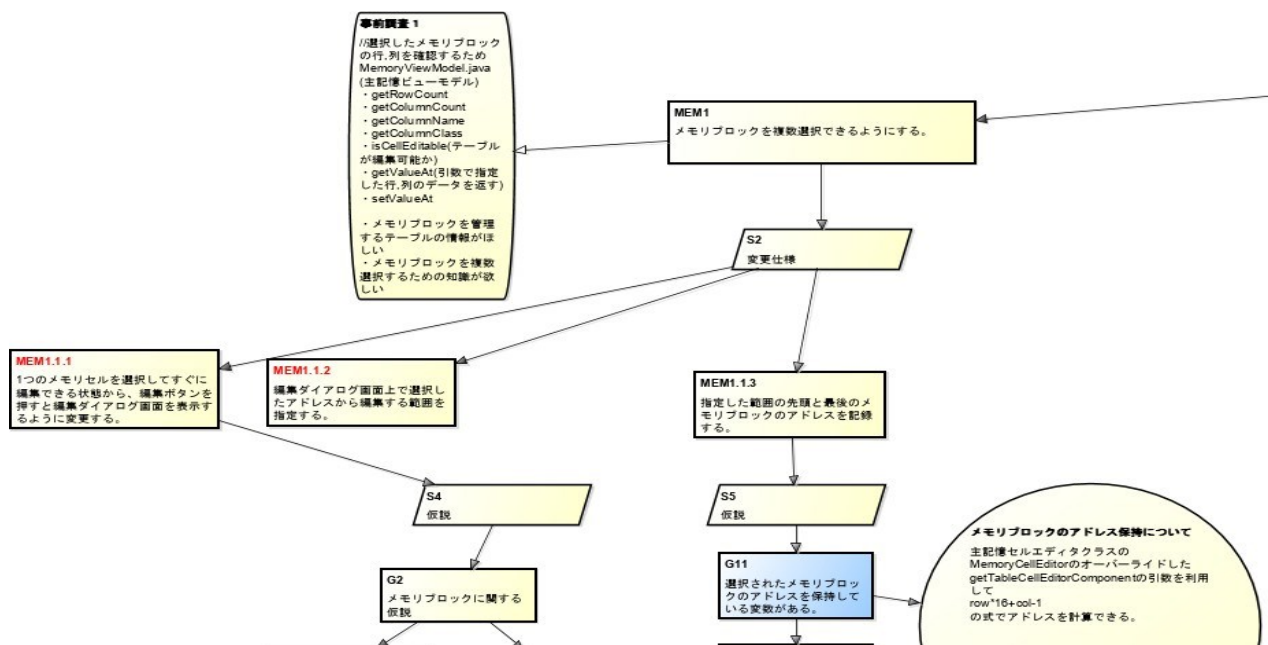 事前調査 1
//選択したメモリブロック
の行,列を確認するため
MemoryViewModel.java
(主記憶ビューモデル)
・getRowCount
・getColumnCount
・getColumnName
・getColumnClass
・isCellEditable(テーブル
が編集可能か)
・getValueAt(引数で指定
した行,列のデータを返す)
・setValueAt
・メモリブロックを管理
するテーブルの情報がほ
しい
・メモリブロックを複数
選択するための知識が欲
しい
MEM1
メモリブロックを複数選択できるようにする。
S2
変更仕様
MEM1.1.1
1つのメモリセルを選択してすぐに
編集できる状態から、編集ボタンを
押すと編集ダイアログ画面を表示す
るように変更する。
MEM1.1.2
編集ダイアログ画面上で選択し
たアドレスから編集する範囲を
指定する。
MEM1.1.3
指定した範囲の先頭と最後のメ
モリブロックのアドレスを記録
する。
S4
仮説
S5
仮説
G2
メモリブロックに関する
仮説
G11
選択されたメモリブロッ
クのアドレスを保持して
いる変数がある。
メモリブロックのアドレス保持について
主記憶セルエディタクラスの
MemoryCellEditorのオーバーライドした
getTableCellEditorComponentの引数を利用
して
row*16+col-1
の式でアドレスを計算できる。